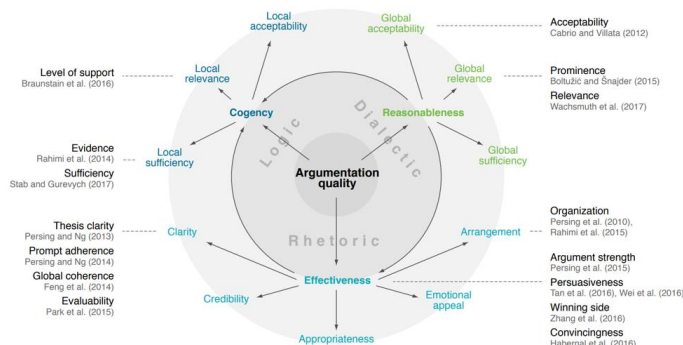 Local
acceptability
Global
acceptability
Acceptability
Cabrio and Villata (2012)
Level of support
Braunstain et al. (2016)
Local
relevance
Global
relevance
Prominence
Boltužić and Šnajder (2015)
Relevance
Wachsmuth et al. (2017)
Cogency
Reasonableness
Logic
Dialectic
Evidence
Rahimi et al. (2014)
Sufficiency
Stab and Gurevych (2017)
Local
sufficiency
Global
sufficiency
Argumentation
quality
Rhetoric
Thesis clarity
Persing and Ng (2013)
Prompt adherence
Persing and Ng (2014)
Global coherence
Feng et al. (2014)
Evaluability
Park et al. (2015)
Clarity
Arrangement
Organization
Persing et al. (2010),
Rahimi et al. (2015)
Argument strength
Persing et al. (2015)
Effectiveness
Persuasiveness
Tan et al. (2016), Wei et al. (2016)
Credibility
Emotional
appeal
Winning side
Zhang et al. (2016)
Appropriateness
Convincingness
Habernal et al. (2016)